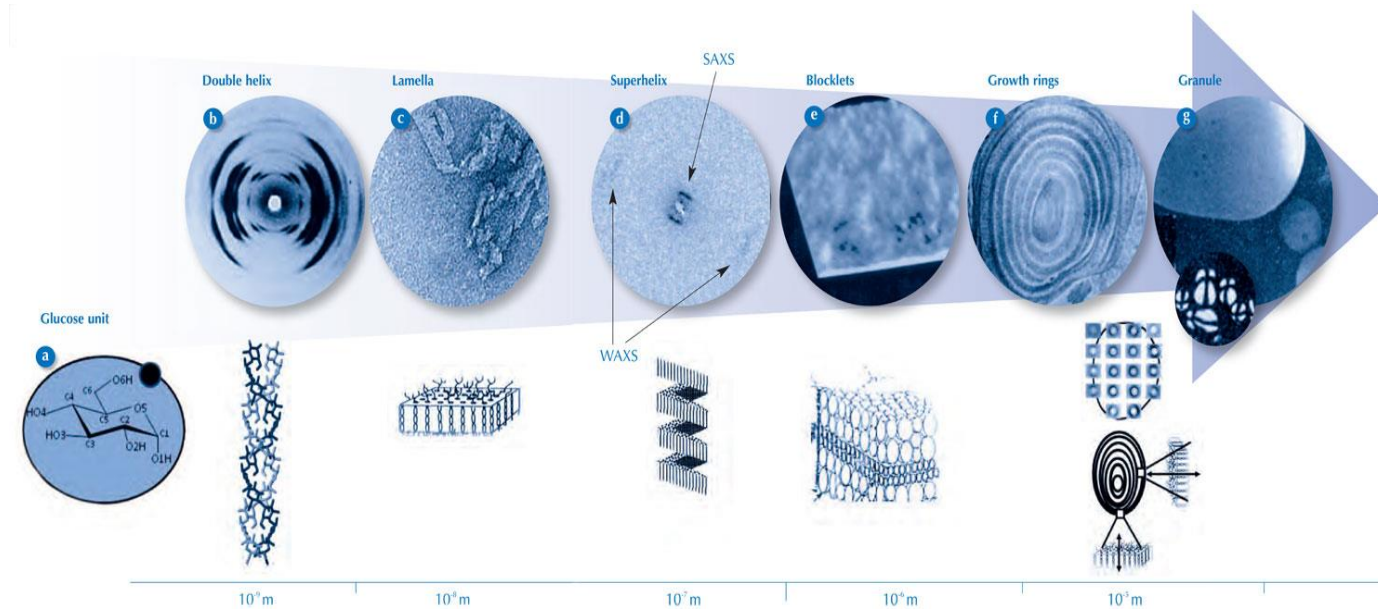 SAXS
Double helix
Lamella
Superhelix
Blocklets
Growth rings
Granule
b
c
d
e
f
g
WAXS
Glucose unit
a
O6H
C6
C4
O5
HO4
C5
C2
C1
HO3
C3
O2H
O1H
10⁻⁹ m
10⁻⁸ m
10⁻⁷ m
10⁻⁶ m
10⁻⁵ m